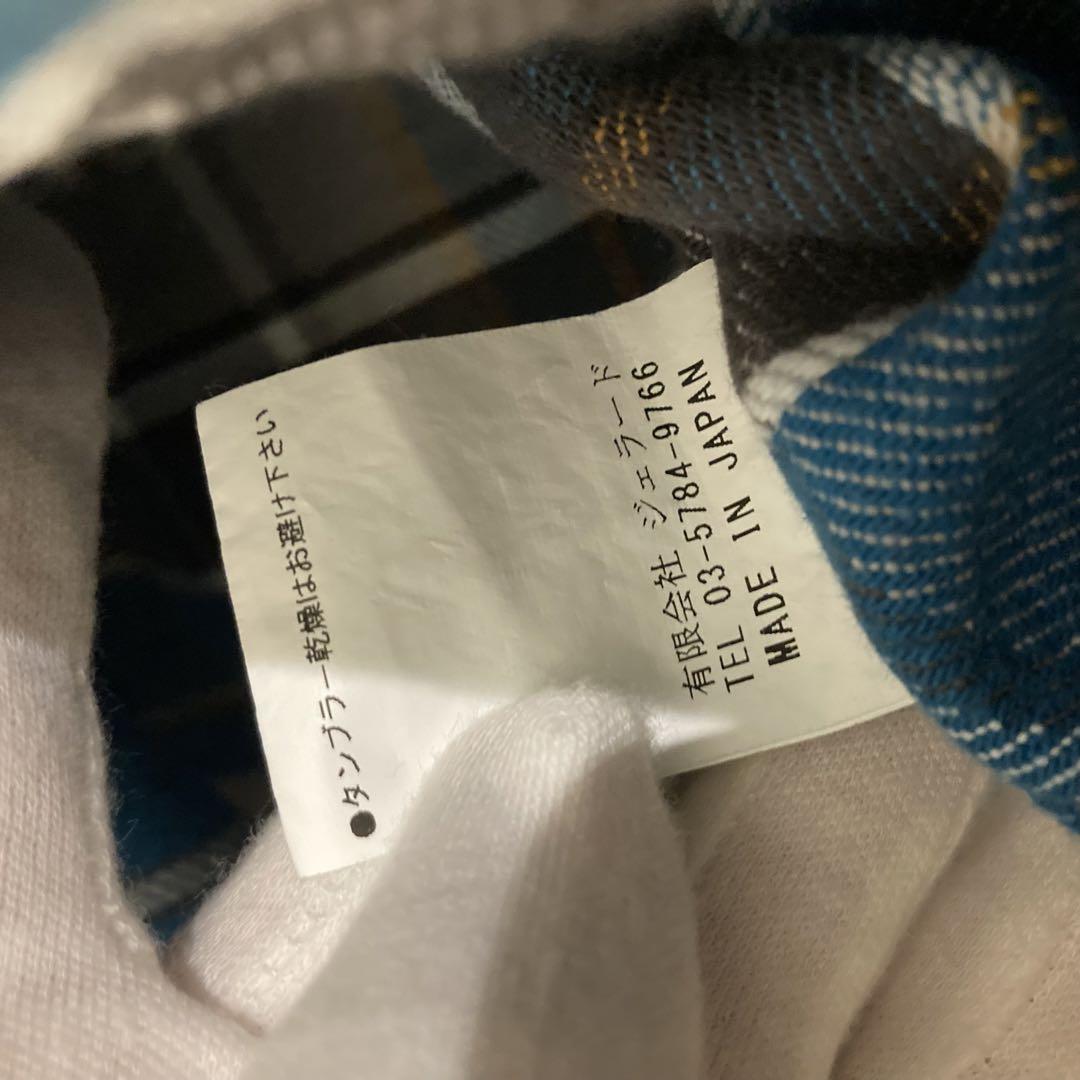 ●タンブラー乾燥はお避け下さい
有限会社 ジェラード
TEL 03-5784-9766
MADE IN JAPAN